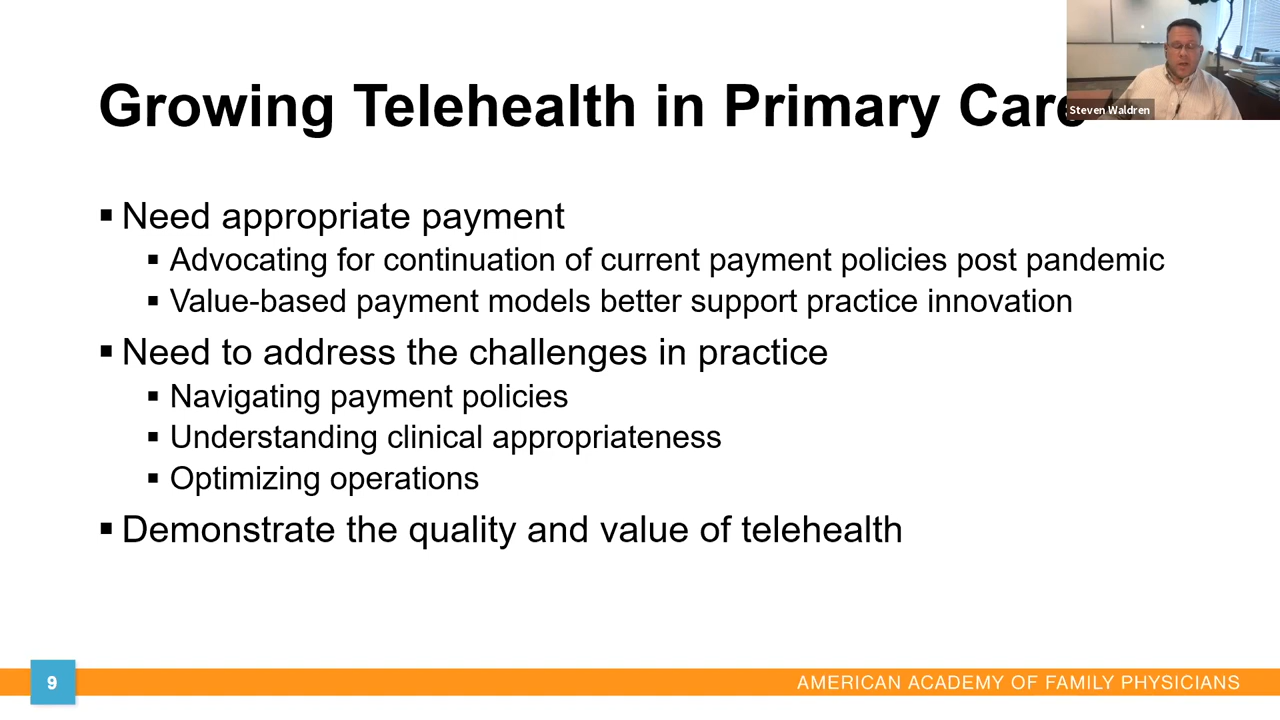 Growing Telehealth in Primary Care
Steven Waldren
▪ Need appropriate payment
▪ Advocating for continuation of current payment policies post pandemic
▪ Value-based payment models better support practice innovation
▪ Need to address the challenges in practice
▪ Navigating payment policies
▪ Understanding clinical appropriateness
▪ Optimizing operations
▪ Demonstrate the quality and value of telehealth
9
AMERICAN ACADEMY OF FAMILY PHYSICIANS